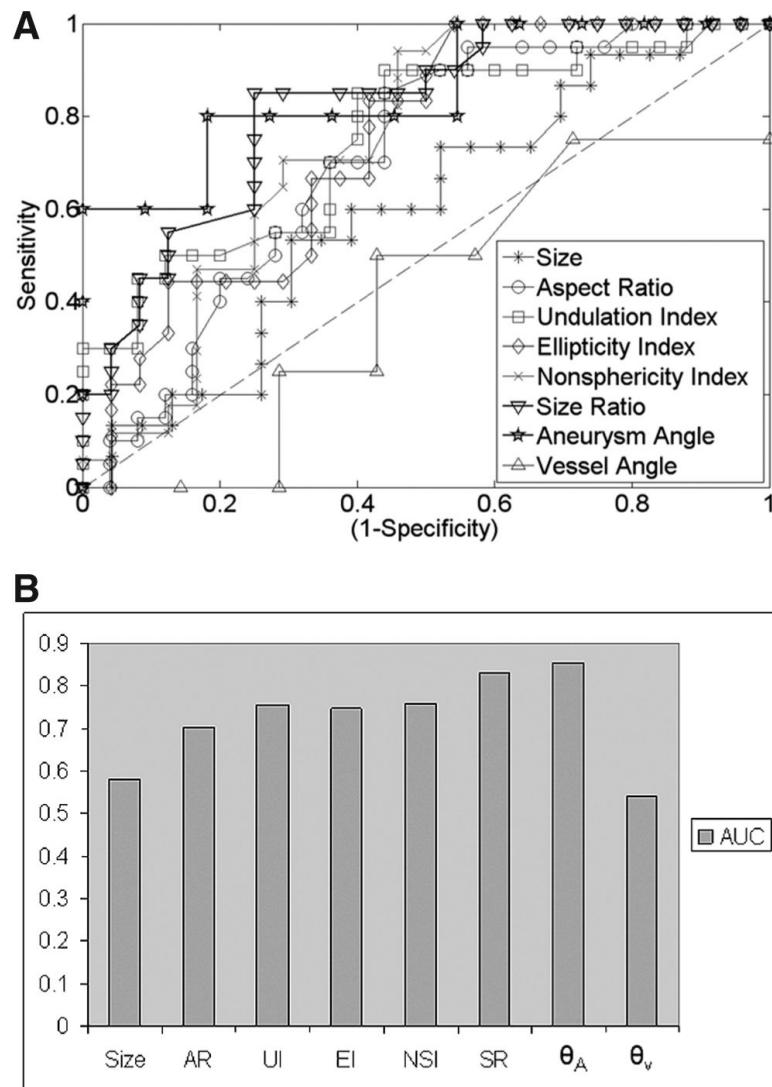 A
1
0.8
0.6
0.4
0.2
0
Sensitivity
Size
Aspect Ratio
Undulation Index
Ellipticity Index
Nonsphericity Index
Size Ratio
Aneurysm Angle
Vessel Angle
0 0.2 0.4 0.6 0.8 1
(1-Specificity)
B
0.9
0.8
0.7
0.6
0.5
0.4
0.3
0.2
0.1
0
AUC
Size AR UI EI NSI SR θA θv